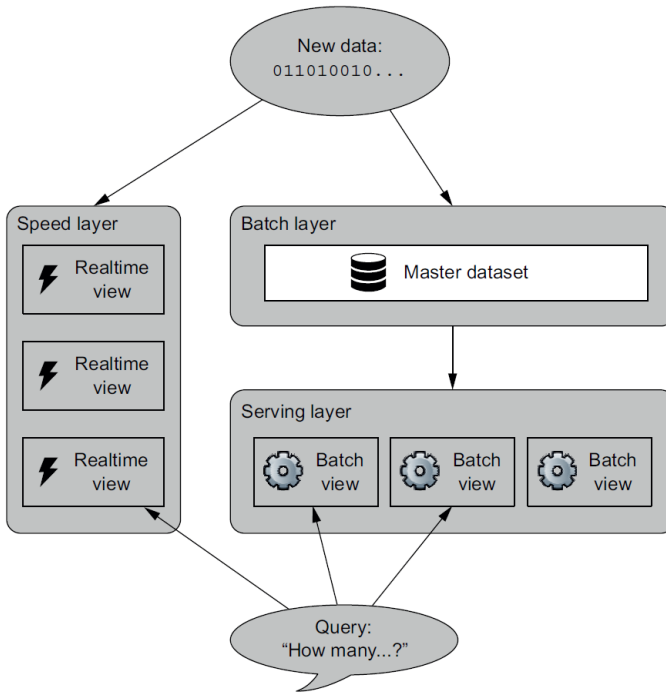 New data:
011010010...
Speed layer
Realtime
view
Realtime
view
Realtime
view
Batch layer
Master dataset
Serving layer
Batch
view
Batch
view
Batch
view
Query:
“How many...?”